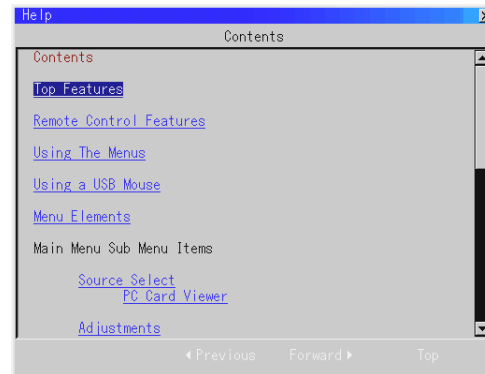 Help
Contents
Contents
Top Features
Remote Control Features
Using The Menus
Using a USB Mouse
Menu Elements
Main Menu Sub Menu Items
Source Select
PC Card Viewer
Adjustments
Previous Forward Top